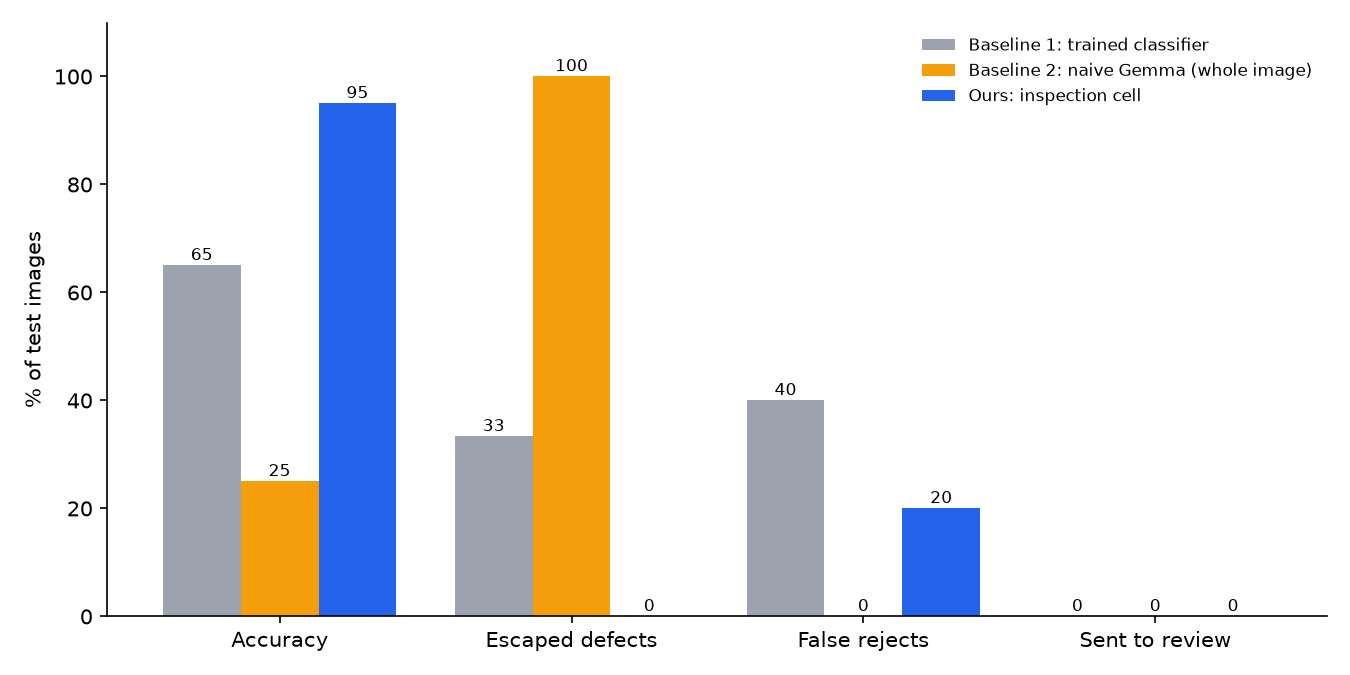 Baseline 1: trained classifier
Baseline 2: naive Gemma (whole image)
Ours: inspection cell
% of test images
100
80
60
40
20
0
65
25
95
33
100
0
40
0
20
0
0
0
Accuracy
Escaped defects
False rejects
Sent to review